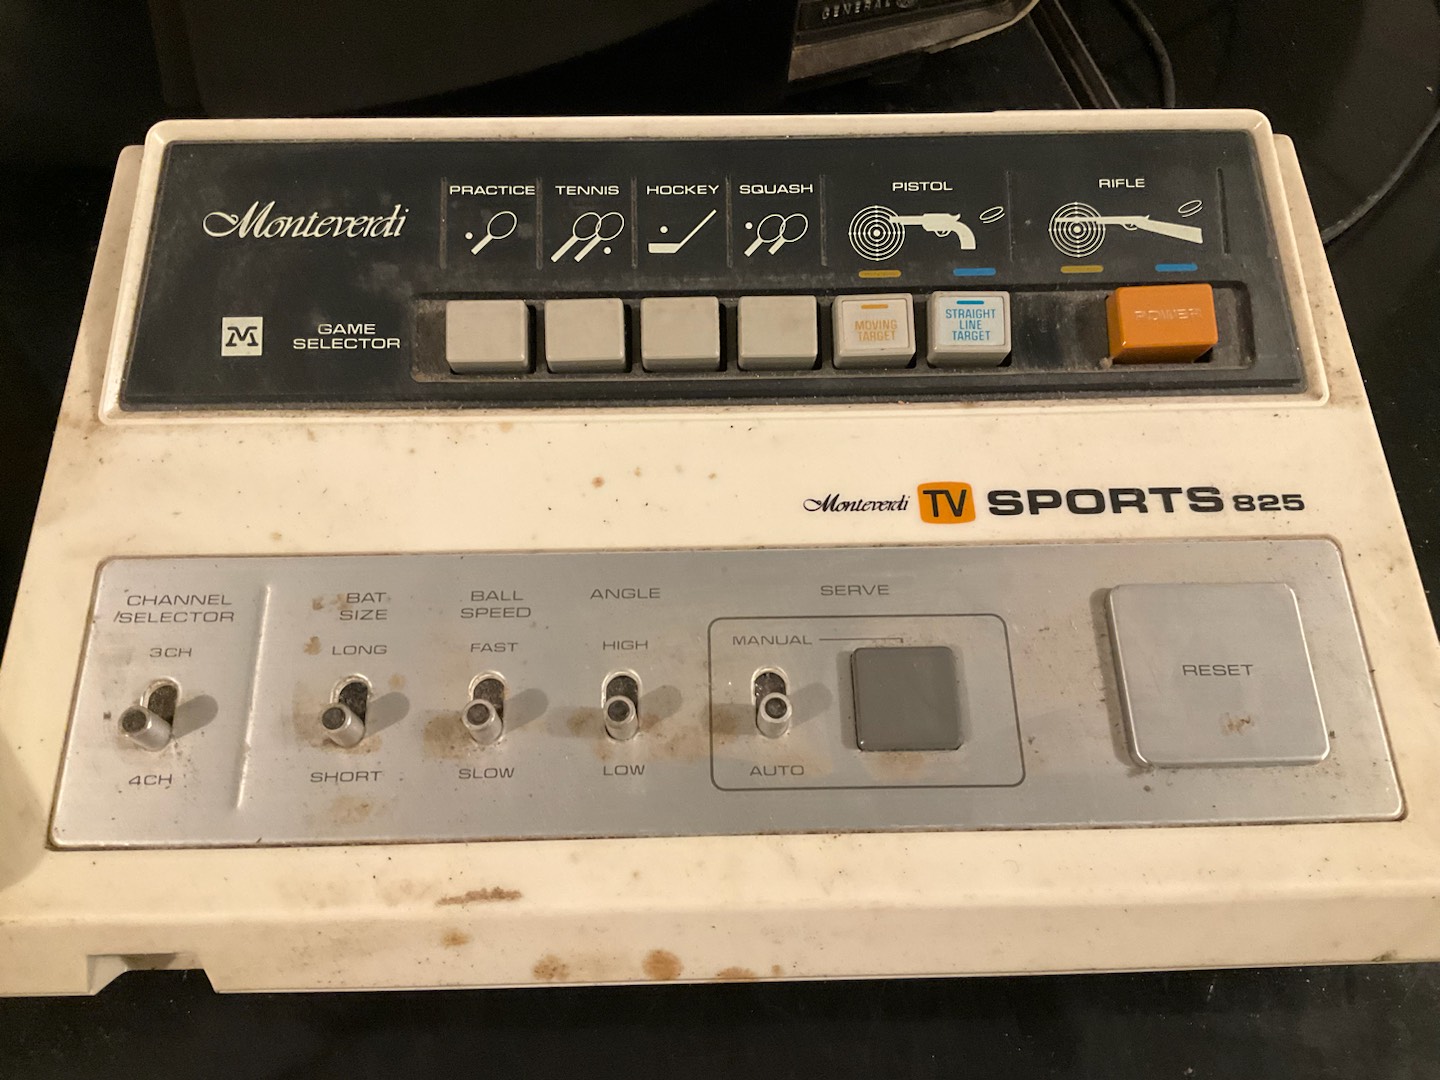 GENERAL
PRACTICE TENNIS HOCKEY SQUASH PISTOL RIFLE
Monteverdi
M
GAME
SELECTOR
MOVING
TARGET
STRAIGHT
LINE
TARGET
POWER
Monteverdi TV SPORTS 825
CHANNEL
/SELECTOR
3CH
4CH
BAT
SIZE
LONG
SHORT
BALL
SPEED
FAST
SLOW
ANGLE
HIGH
LOW
SERVE
MANUAL
AUTO
RESET